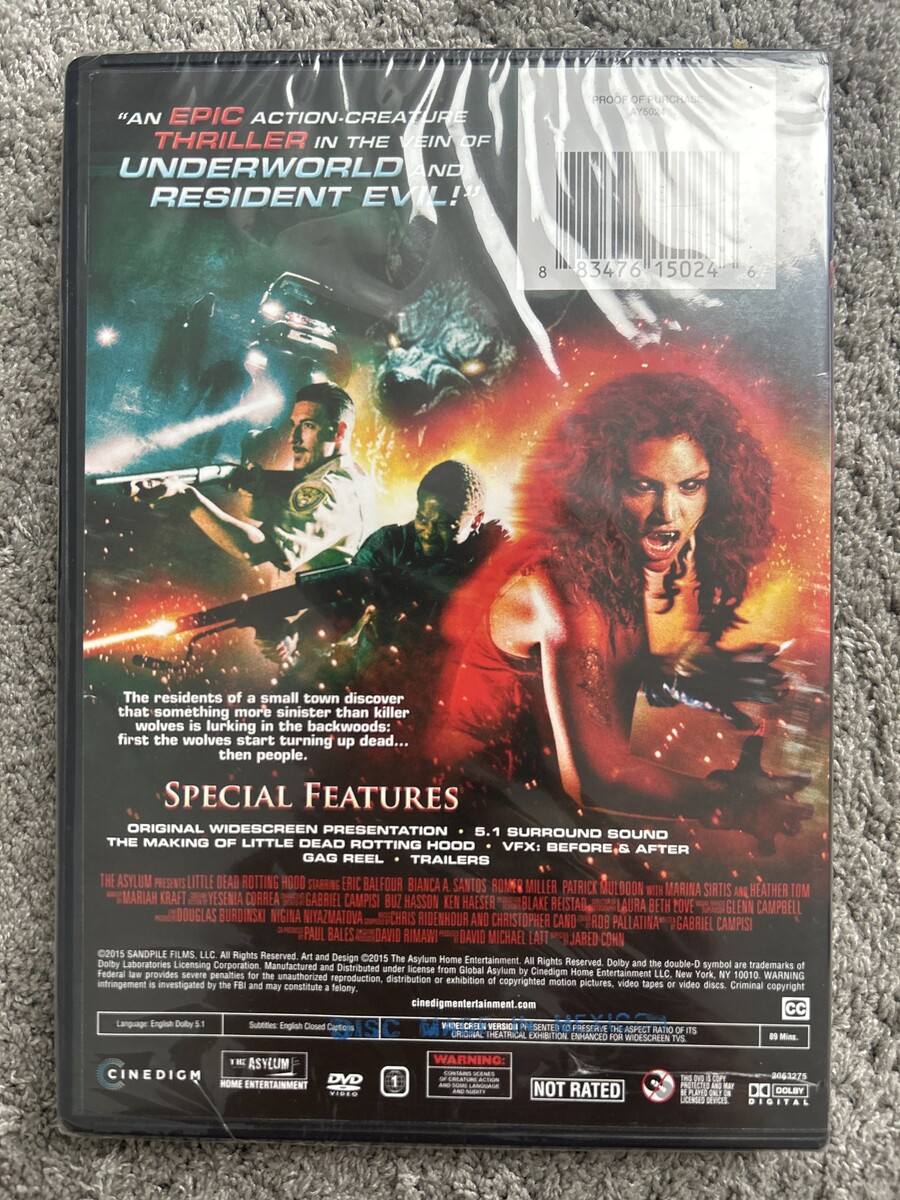 "AN EPIC ACTION-CREATURE
THRILLER IN THE VEIN OF
UNDERWORLD AND
RESIDENT EVIL!"
PROOF OF PURCHASE
AY5024
8 83476 15024 6
The residents of a small town discover
that something more sinister than killer
wolves is lurking in the backwoods:
first the wolves start turning up dead...
then people.
SPECIAL FEATURES
ORIGINAL WIDESCREEN PRESENTATION • 5.1 SURROUND SOUND
THE MAKING OF LITTLE DEAD ROTTING HOOD • VFX: BEFORE & AFTER
GAG REEL • TRAILERS
THE ASYLUM PRESENTS LITTLE DEAD ROTTING HOOD STARRING ERIC BALFOUR BIANCA A. SANTOS ROMEO MILLER PATRICK MULDOON WITH MARINA SIRTIS AND HEATHER TOM
MARIAH KRAFT YESENIA CORREA GABRIEL CAMPISI BUZ HASSON KEN HAESER BLAKE REISTAD LAURA BETH LOVE GLENN CAMPBELL
DOUGLAS BURDINSKI NIGINA NIYAZMATOVA CHRIS RIDENHOUR AND CHRISTOPHER CANO ROB PALLATINA GABRIEL CAMPISI
PAUL BALES DAVID RIMAWI DAVID MICHAEL LATT JARED COHN
©2015 SANDPILE FILMS, LLC. All Rights Reserved. Art and Design ©2015 The Asylum Home Entertainment. All Rights Reserved. Dolby and the double-D symbol are trademarks of
Dolby Laboratories Licensing Corporation. Manufactured and Distributed under license from Global Asylum by Cinedigm Home Entertainment LLC, New York, NY 10010. WARNING
Federal law provides severe penalties for the unauthorized reproduction, distribution or exhibition of copyrighted motion pictures, video tapes or video discs. Criminal copyright
infringement is investigated by the FBI and may constitute a felony.
cinedigmentertainment.com
CC
Language: English Dolby 5.1
Subtitles: English Closed Captions
WIDESCREEN VERSION PRESENTED TO PRESERVE THE ASPECT RATIO OF ITS
ORIGINAL THEATRICAL EXHIBITION. ENHANCED FOR WIDESCREEN TVS.
89 Mins.
DISC MADE IN MEXICO
CINEDIGM
THE ASYLUM
HOME ENTERTAINMENT
DVD
VIDEO
1
WARNING:
CONTAINS SCENES
OF CREATURE ACTION
AND SOME LANGUAGE
AND NUDITY
NOT RATED
THIS DVD IS COPY
PROTECTED AND MAY
BE PLAYED ONLY ON
LICENSED DEVICES.
2053275
DOLBY
DIGITAL